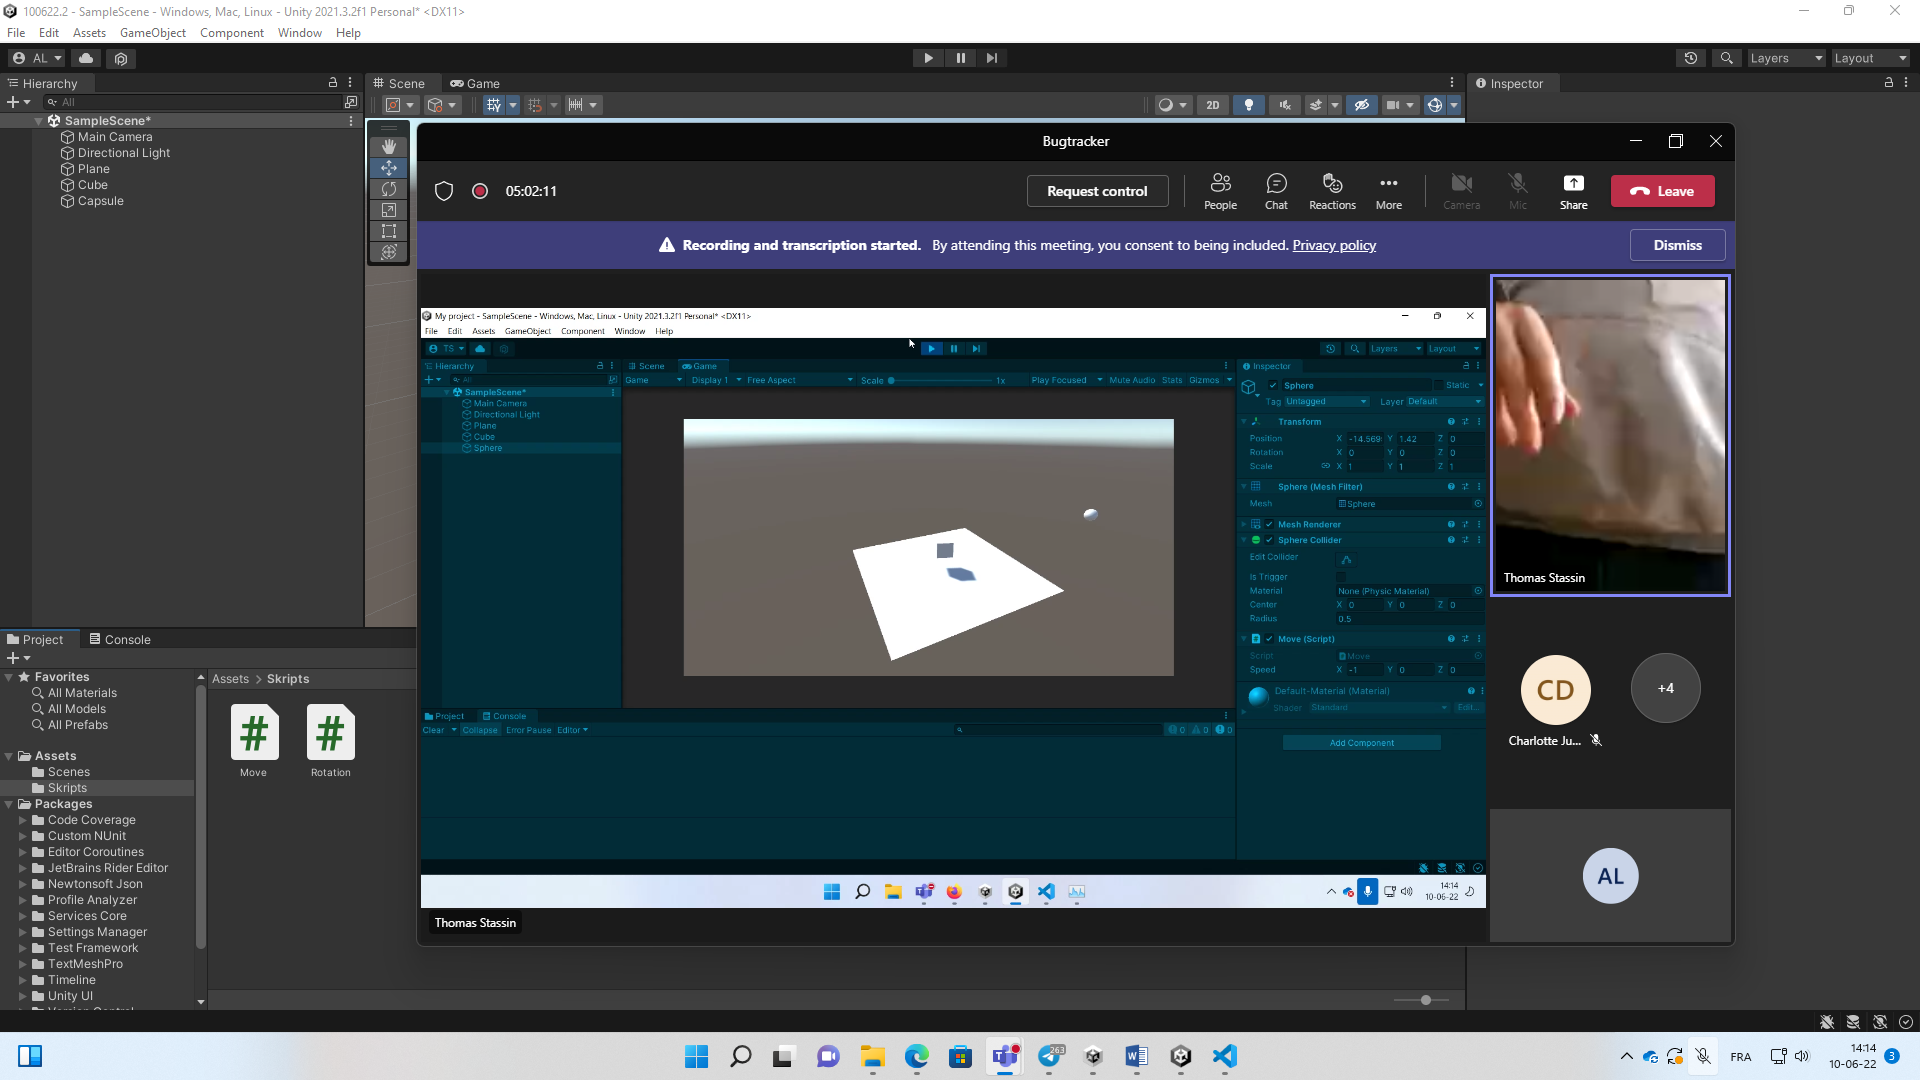 100622.2 - SampleScene - Windows, Mac, Linux - Unity 2021.3.2f1 Personal* <DX11>
File Edit Assets GameObject Component Window Help
AL Layers Layout
Hierarchy Scene Game Inspector
All 2D
SampleScene*
Main Camera
Directional Light
Plane
Cube
Capsule
Bugtracker
05:02:11 Request control People Chat Reactions More Camera Mic Share Leave
Recording and transcription started. By attending this meeting, you consent to being included. Privacy policy Dismiss
My project - SampleScene - Windows, Mac, Linux - Unity 2021.3.2f1 Personal* <DX11>
File Edit Assets GameObject Component Window Help
TS Layers Layout
Hierarchy Scene Game Inspector
All Game Display 1 Free Aspect Scale 1x Play Focused Mute Audio Stats Gizmos
SampleScene*
Main Camera
Directional Light
Plane
Cube
Sphere
Sphere Static
Tag Untagged Layer Default
Transform
Position X -14.569 Y 1.42 Z 0
Rotation X 0 Y 0 Z 0
Scale X 1 Y 1 Z 1
Sphere (Mesh Filter)
Mesh Sphere
Mesh Renderer
Sphere Collider
Edit Collider
Is Trigger
Material None (Physic Material)
Center X 0 Y 0 Z 0
Radius 0.5
Move (Script)
Script Move
Speed X -1 Y 0 Z 0
Default-Material (Material)
Shader Standard Edit...
Add Component
Project Console
Clear Collapse Error Pause Editor 0 0 0
14:14
10-06-22
Thomas Stassin
Thomas Stassin
CD +4
Charlotte Ju...
AL
Project Console
Favorites
All Materials
All Models
All Prefabs
Assets
Scenes
Skripts
Packages
Code Coverage
Custom NUnit
Editor Coroutines
JetBrains Rider Editor
Newtonsoft Json
Profile Analyzer
Services Core
Settings Manager
Test Framework
TextMeshPro
Timeline
Unity UI
Version Control
Assets > Skripts
Move Rotation
263
FRA 14:14
10-06-22 3